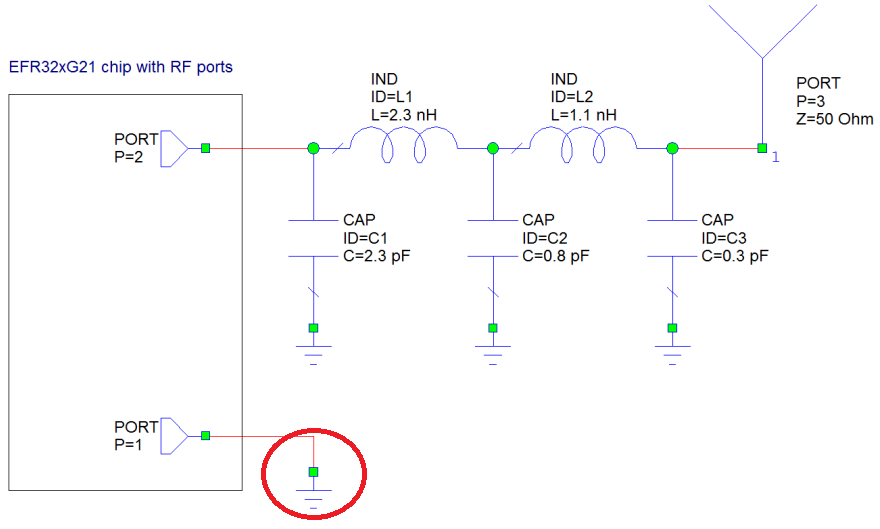 EFR32xG21 chip with RF ports
PORT
P=2
IND
ID=L1
L=2.3 nH
IND
ID=L2
L=1.1 nH
PORT
P=3
Z=50 Ohm
1
CAP
ID=C1
C=2.3 pF
CAP
ID=C2
C=0.8 pF
CAP
ID=C3
C=0.3 pF
PORT
P=1